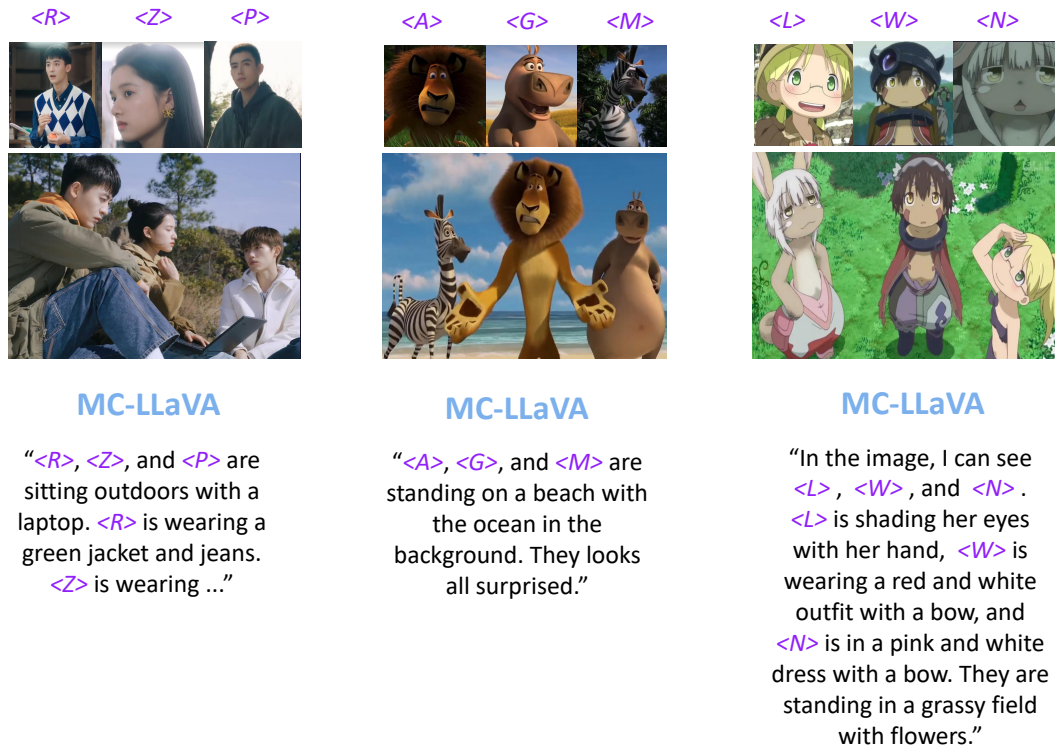 <R> <Z> <P>
MC-LLaVA
“<R>, <Z>, and <P> are
sitting outdoors with a
laptop. <R> is wearing a
green jacket and jeans.
<Z> is wearing ...”
<A> <G> <M>
MC-LLaVA
“<A>, <G>, and <M> are
standing on a beach with
the ocean in the
background. They looks
all surprised.”
<L> <W> <N>
MC-LLaVA
“In the image, I can see
<L> , <W> , and <N> .
<L> is shading her eyes
with her hand, <W> is
wearing a red and white
outfit with a bow, and
<N> is in a pink and white
dress with a bow. They are
standing in a grassy field
with flowers.”